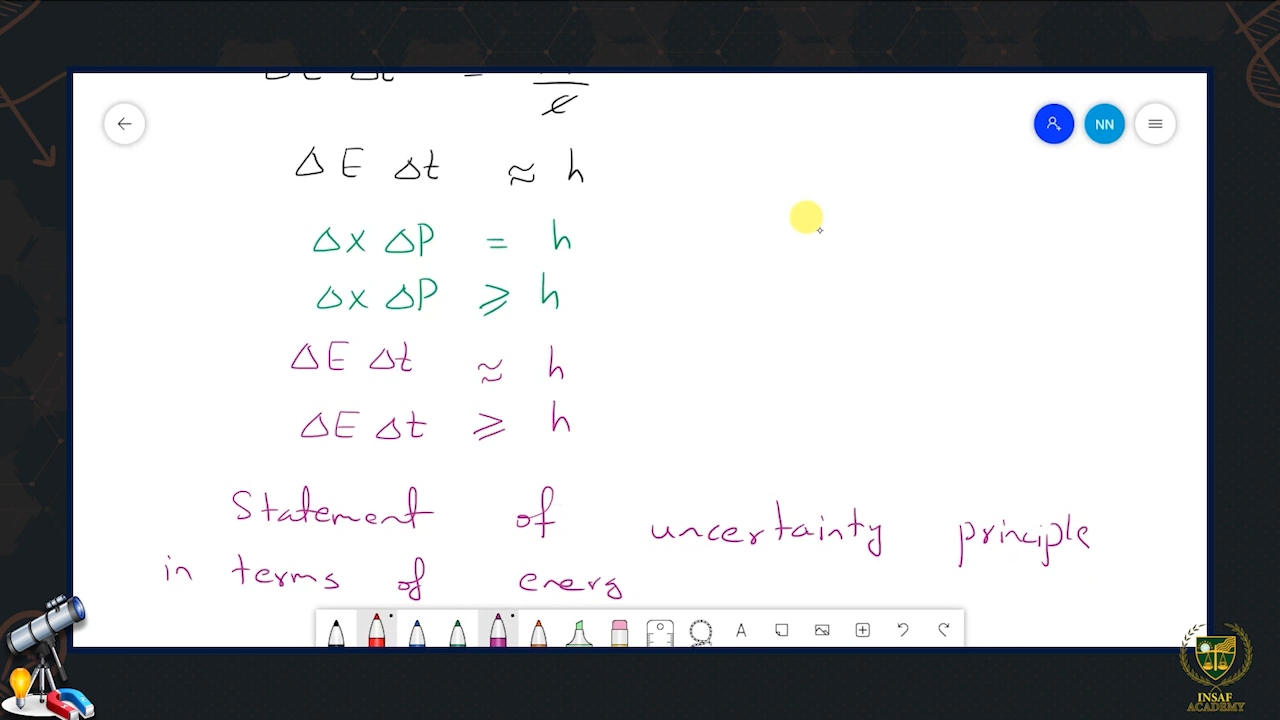 NN
Δ E Δt ≈ h
Δx ΔP = h
Δx ΔP ⩾ h
ΔE Δt ≈ h
ΔE Δt ⩾ h
Statement of uncertainty principle
in terms of energ
A
INSAF
ACADEMY